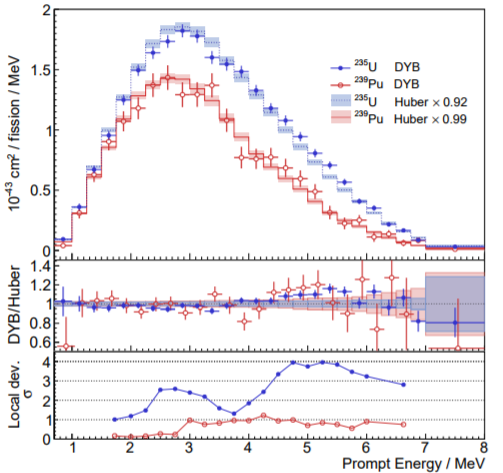 10⁻⁴³ cm² / fission / MeV
2
1.5
1
0.5
0
²³⁵U DYB
²³⁹Pu DYB
²³⁵U Huber × 0.92
²³⁹Pu Huber × 0.99
DYB/Huber
1.4
1.2
1.0
0.8
0.6
Local dev.
σ
4
3
2
1
0
1 2 3 4 5 6 7 8
Prompt Energy / MeV